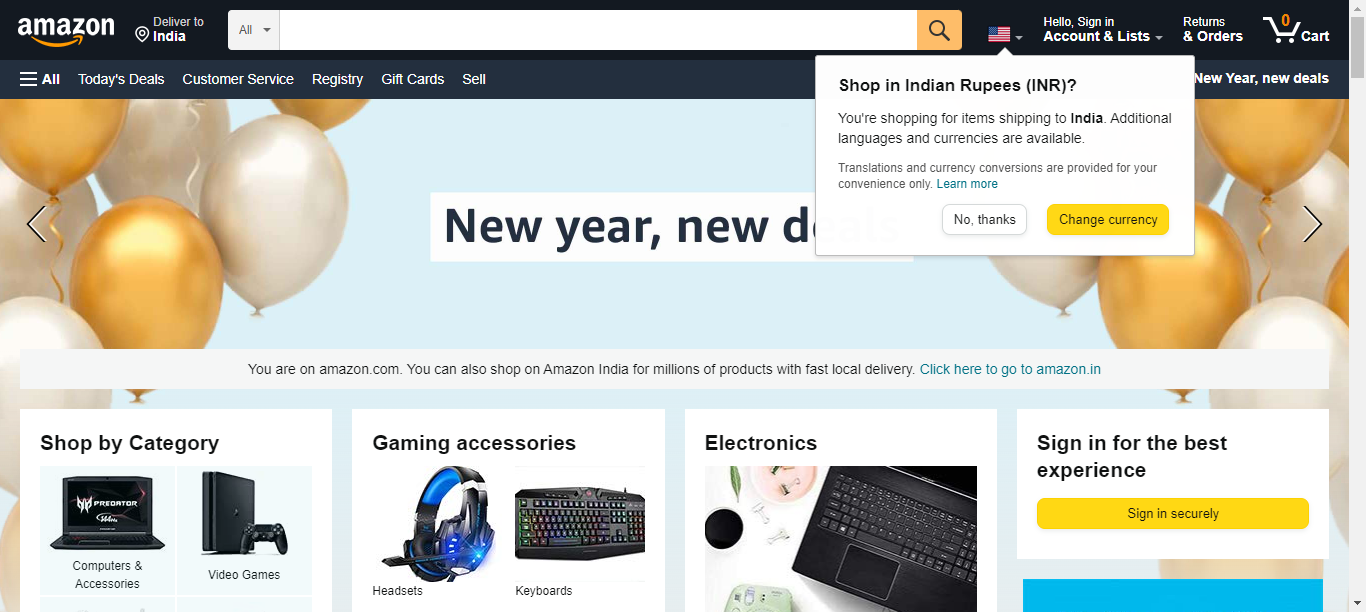 amazon
Deliver to
India
All
Hello, Sign in
Account & Lists
Returns
& Orders
0
Cart
All
Today's Deals
Customer Service
Registry
Gift Cards
Sell
New Year, new deals
Shop in Indian Rupees (INR)?
You're shopping for items shipping to India. Additional
languages and currencies are available.
Translations and currency conversions are provided for your
convenience only. Learn more
No, thanks
Change currency
New year, new deals
You are on amazon.com. You can also shop on Amazon India for millions of products with fast local delivery. Click here to go to amazon.in
Shop by Category
PREDATOR
144Hz
Computers &
Accessories
Video Games
Gaming accessories
Headsets
Keyboards
Electronics
Sign in for the best
experience
Sign in securely